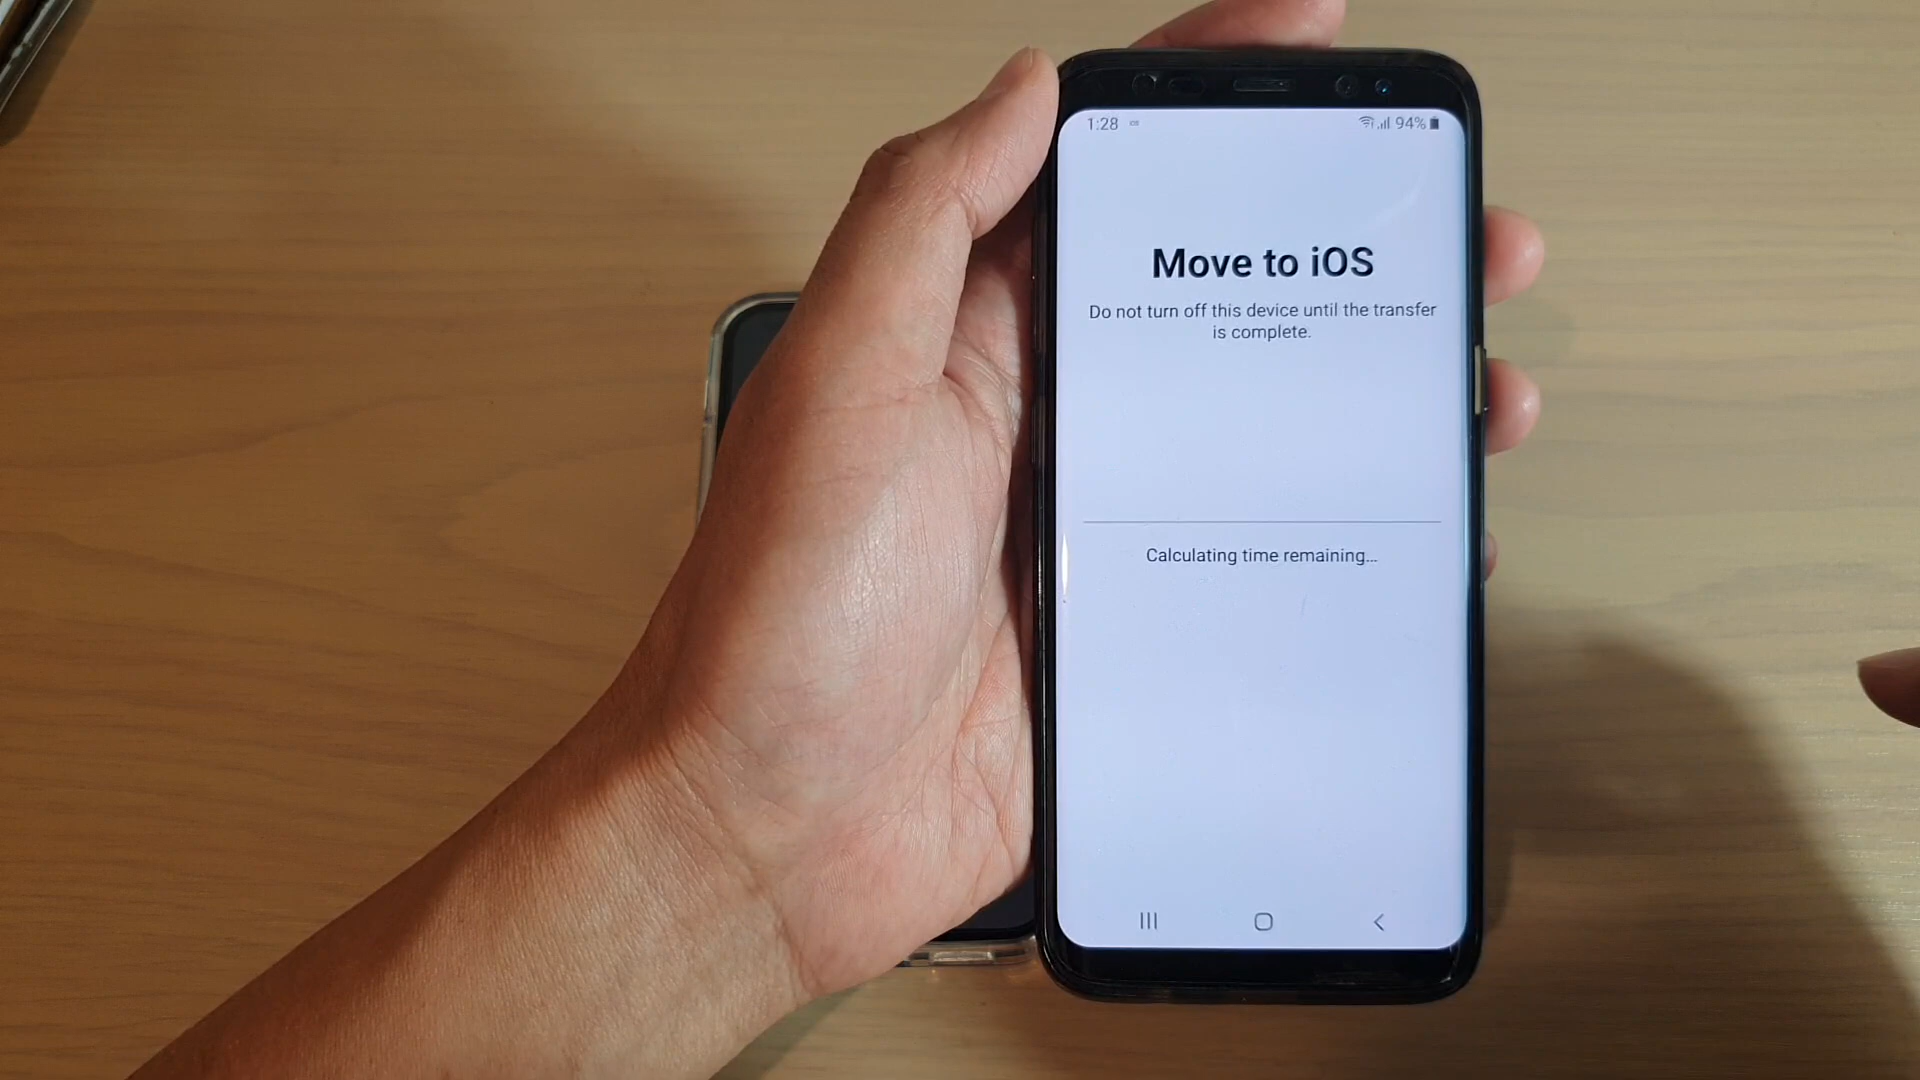 1:28 94%
Move to iOS
Do not turn off this device until the transfer
is complete.
Calculating time remaining...